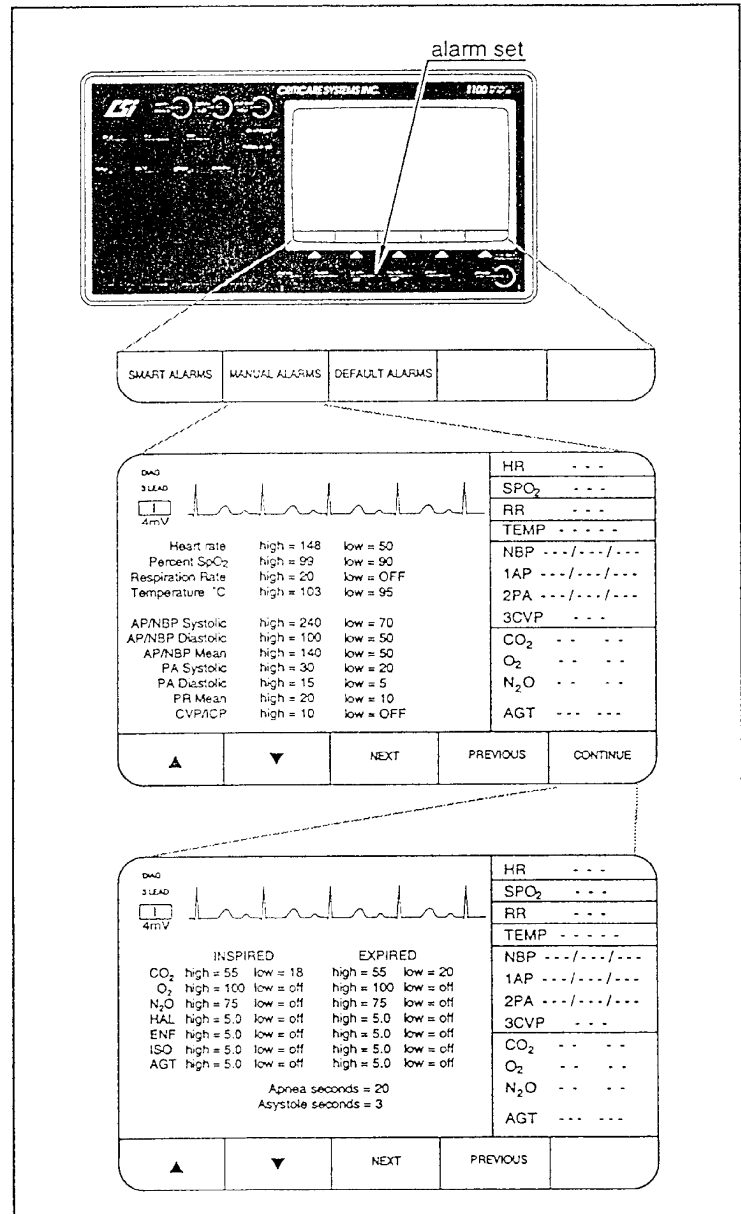 alarm set
CSI
CRITICARE SYSTEMS INC.
1100
SMART ALARMS MANUAL ALARMS DEFAULT ALARMS
DIAG
3 LEAD
I
4mV
Heart rate high = 148 low = 50
Percent SpO₂ high = 99 low = 90
Respiration Rate high = 20 low = OFF
Temperature °C high = 103 low = 95
AP/NBP Systolic high = 240 low = 70
AP/NBP Diastolic high = 100 low = 50
AP/NBP Mean high = 140 low = 50
PA Systolic high = 30 low = 20
PA Diastolic high = 15 low = 5
PR Mean high = 20 low = 10
CVP/ICP high = 10 low = OFF
HR - - -
SPO₂ - - -
RR - - -
TEMP - - - - -
NBP - - -/- - -/- - -
1AP - - -/- - -/- - -
2PA - - -/- - -/- - -
3CVP - - -
CO₂ - - - -
O₂ - - - -
N₂O - - - -
AGT - - - - - -
▲ ▼ NEXT PREVIOUS CONTINUE
DIAG
3 LEAD
I
4mV
INSPIRED EXPIRED
CO₂ high = 55 low = 18 high = 55 low = 20
O₂ high = 100 low = off high = 100 low = off
N₂O high = 75 low = off high = 75 low = off
HAL high = 5.0 low = off high = 5.0 low = off
ENF high = 5.0 low = off high = 5.0 low = off
ISO high = 5.0 low = off high = 5.0 low = off
AGT high = 5.0 low = off high = 5.0 low = off
Apnea seconds = 20
Asystole seconds = 3
HR - - -
SPO₂ - - -
RR - - -
TEMP - - - - -
NBP - - -/- - -/- - -
1AP - - -/- - -/- - -
2PA - - -/- - -/- - -
3CVP - - -
CO₂ - - - -
O₂ - - - -
N₂O - - - -
AGT - - - - - -
▲ ▼ NEXT PREVIOUS